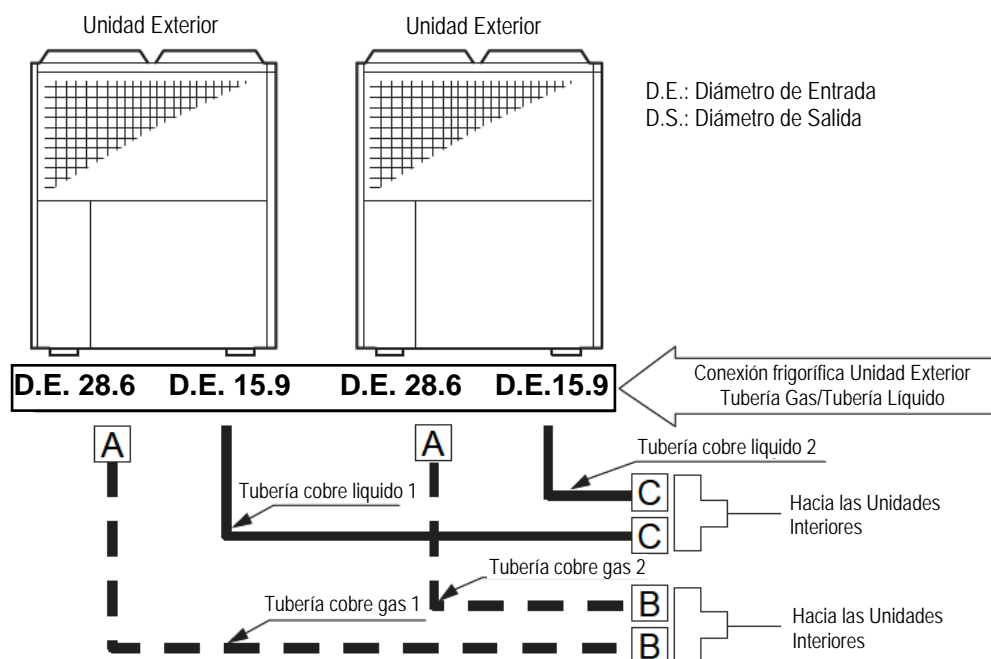 Unidad Exterior
Unidad Exterior
D.E.: Diámetro de Entrada
D.S.: Diámetro de Salida
D.E. 28.6
D.E. 15.9
D.E. 28.6
D.E.15.9
Conexión frigorífica Unidad Exterior
Tubería Gas/Tubería Líquido
A
A
Tubería cobre liquido 2
Tubería cobre liquido 1
C
C
Hacia las Unidades
Interiores
Tubería cobre gas 2
Tubería cobre gas 1
B
B
Hacia las Unidades
Interiores